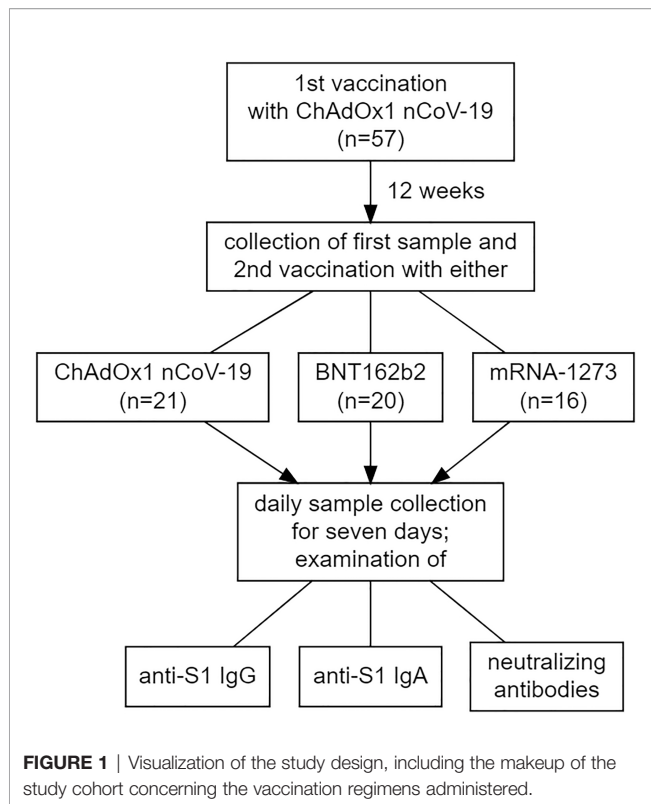 1st vaccination
with ChAdOx1 nCoV-19
(n=57)
12 weeks
collection of first sample and
2nd vaccination with either
ChAdOx1 nCoV-19
(n=21)
BNT162b2
(n=20)
mRNA-1273
(n=16)
daily sample collection
for seven days;
examination of
anti-S1 IgG
anti-S1 IgA
neutralizing
antibodies
FIGURE 1 | Visualization of the study design, including the makeup of the
study cohort concerning the vaccination regimens administered.